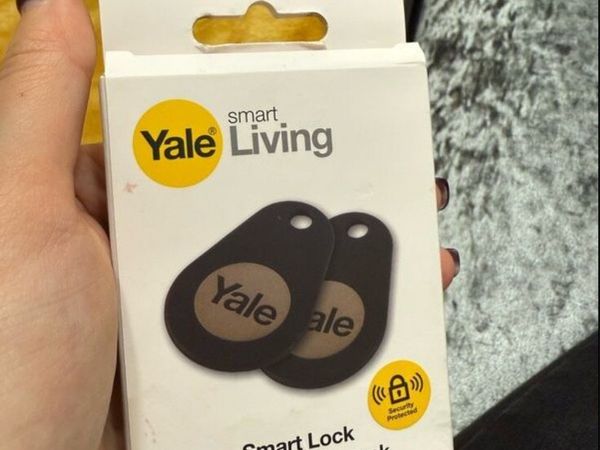 Yale®
smart
Living
Yale
ale
Security
Protected
Smart Lock